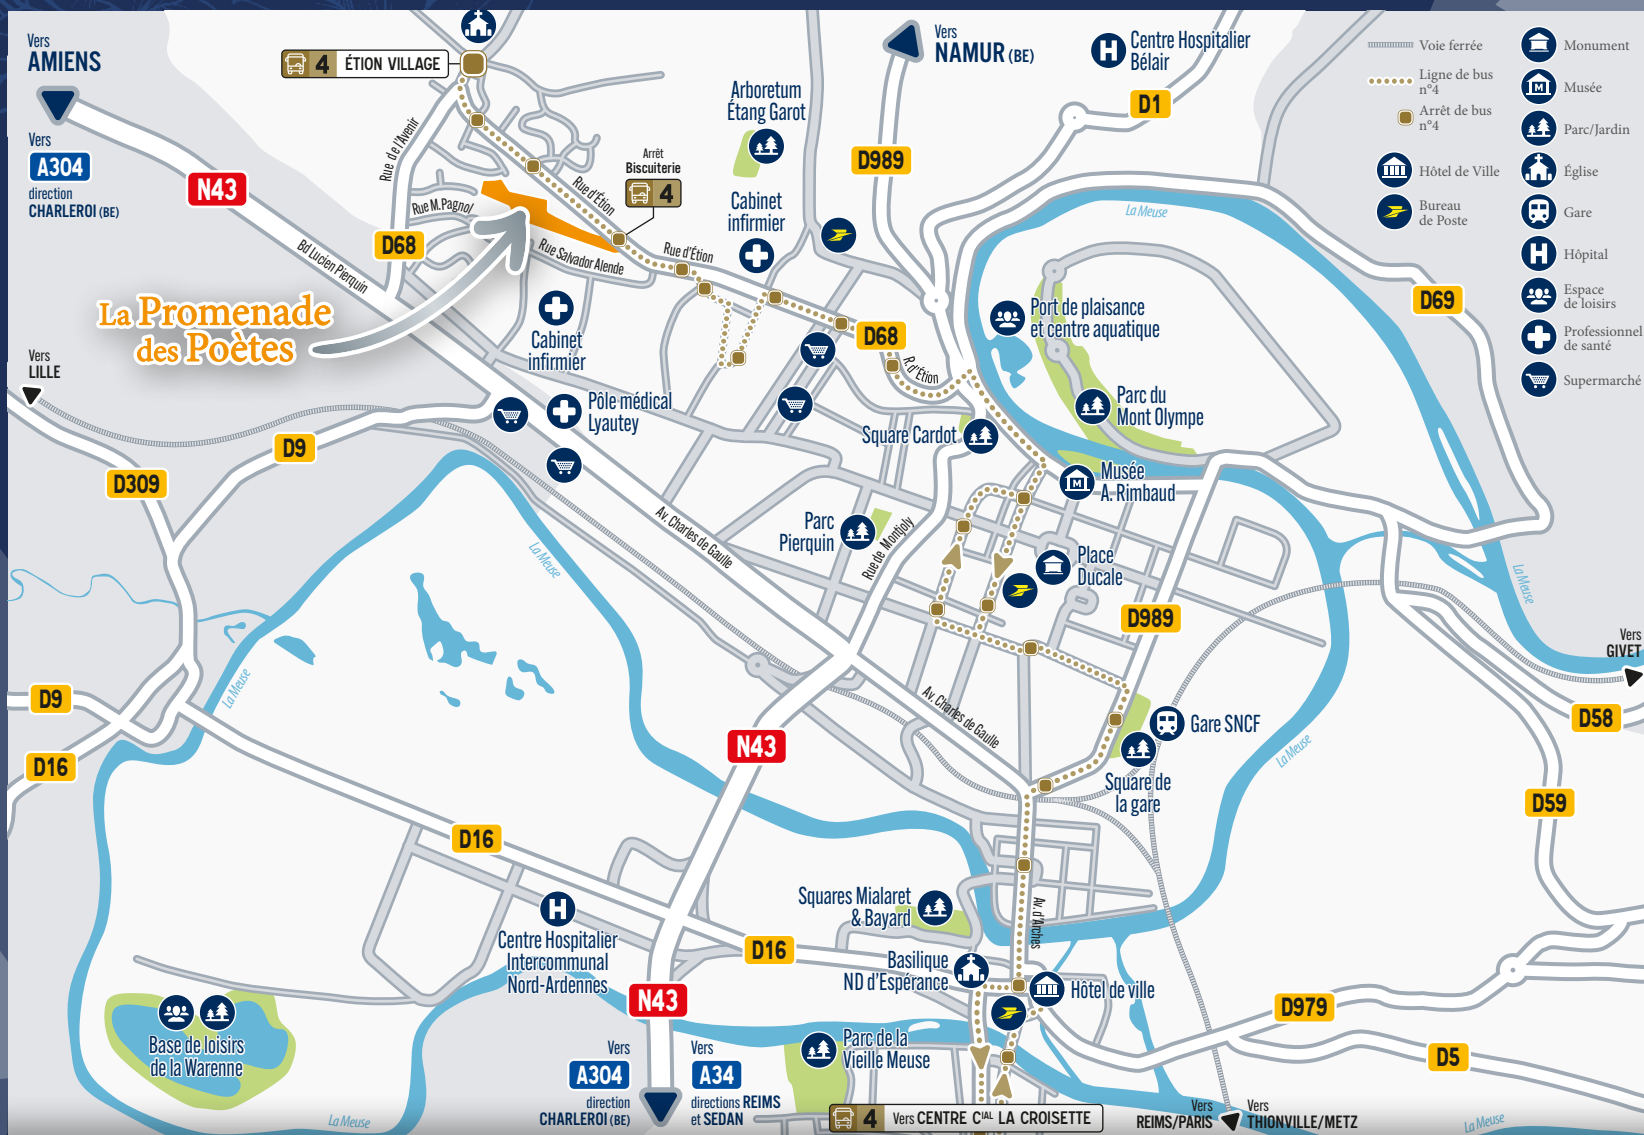 Vers
AMIENS
Vers
A304
direction
CHARLEROI (BE)
N43
4 ÉTION VILLAGE
Rue de l'Avenir
Rue M.Pagnol
D68
Bd Lucien Pierquin
Rue d'Étion
Arrêt
Biscuiterie
4
Rue Salvador Alende
Rue d'Étion
La Promenade
des Poètes
Arboretum
Étang Garot
Cabinet
infirmier
Cabinet
infirmier
Vers
NAMUR (BE)
D989
Centre Hospitalier
Bélair
D1
Voie ferrée
Ligne de bus
n°4
Arrêt de bus
n°4
Hôtel de Ville
Bureau
de Poste
Monument
Musée
Parc/Jardin
Église
Gare
Hôpital
Espace
de loisirs
Professionnel
de santé
Supermarché
La Meuse
D69
Port de plaisance
et centre aquatique
D68
R. d'Étion
Parc du
Mont Olympe
Square Cardot
Musée
A. Rimbaud
Vers
LILLE
D9
D309
Pôle médical
Lyautey
Av. Charles de Gaulle
Parc
Pierquin
Rue de Montjoly
Place
Ducale
D989
La Meuse
La Meuse
Vers
GIVET
D58
D59
La Meuse
D9
D16
La Meuse
Av. Charles de Gaulle
N43
Gare SNCF
Square de
la gare
D16
Squares Mialaret
& Bayard
Av. d'Arches
Centre Hospitalier
Intercommunal
Nord-Ardennes
D16
Basilique
ND d'Espérance
Hôtel de ville
N43
D979
D5
Base de loisirs
de la Warenne
Parc de la
Vieille Meuse
Vers
A304
direction
CHARLEROI (BE)
Vers
A34
directions REIMS
et SEDAN
4 Vers CENTRE CIAL LA CROISETTE
Vers
REIMS/PARIS
Vers
THIONVILLE/METZ
La Meuse
La Meuse